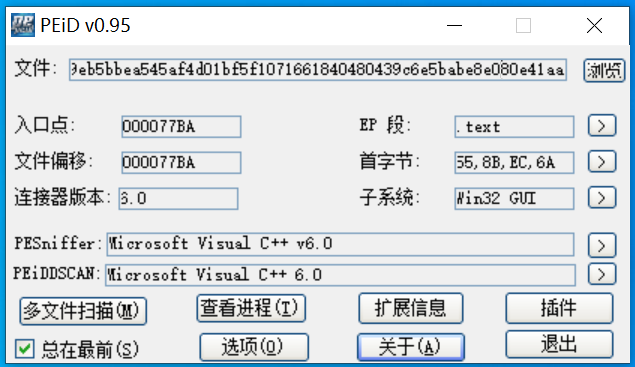 PEiD v0.95
文件: 9eb5bbea545af4d01bf5f1071661840480439c6e5babe8e080e41aa 浏览
入口点: 000077BA EP 段: .text >
文件偏移: 000077BA 首字节: 55,8B,EC,6A >
连接器版本: 6.0 子系统: Win32 GUI >
PESniffer: Microsoft Visual C++ v6.0 >
PEiDDSCAN: Microsoft Visual C++ 6.0 >
多文件扫描(M) 查看进程(T) 扩展信息 插件
总在最前(S) 选项(O) 关于(A) 退出